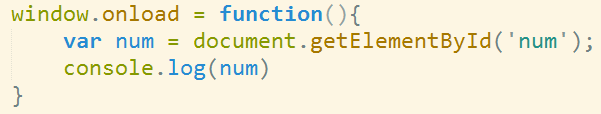 window.onload = function(){
    var num = document.getElementById('num');
    console.log(num)
}